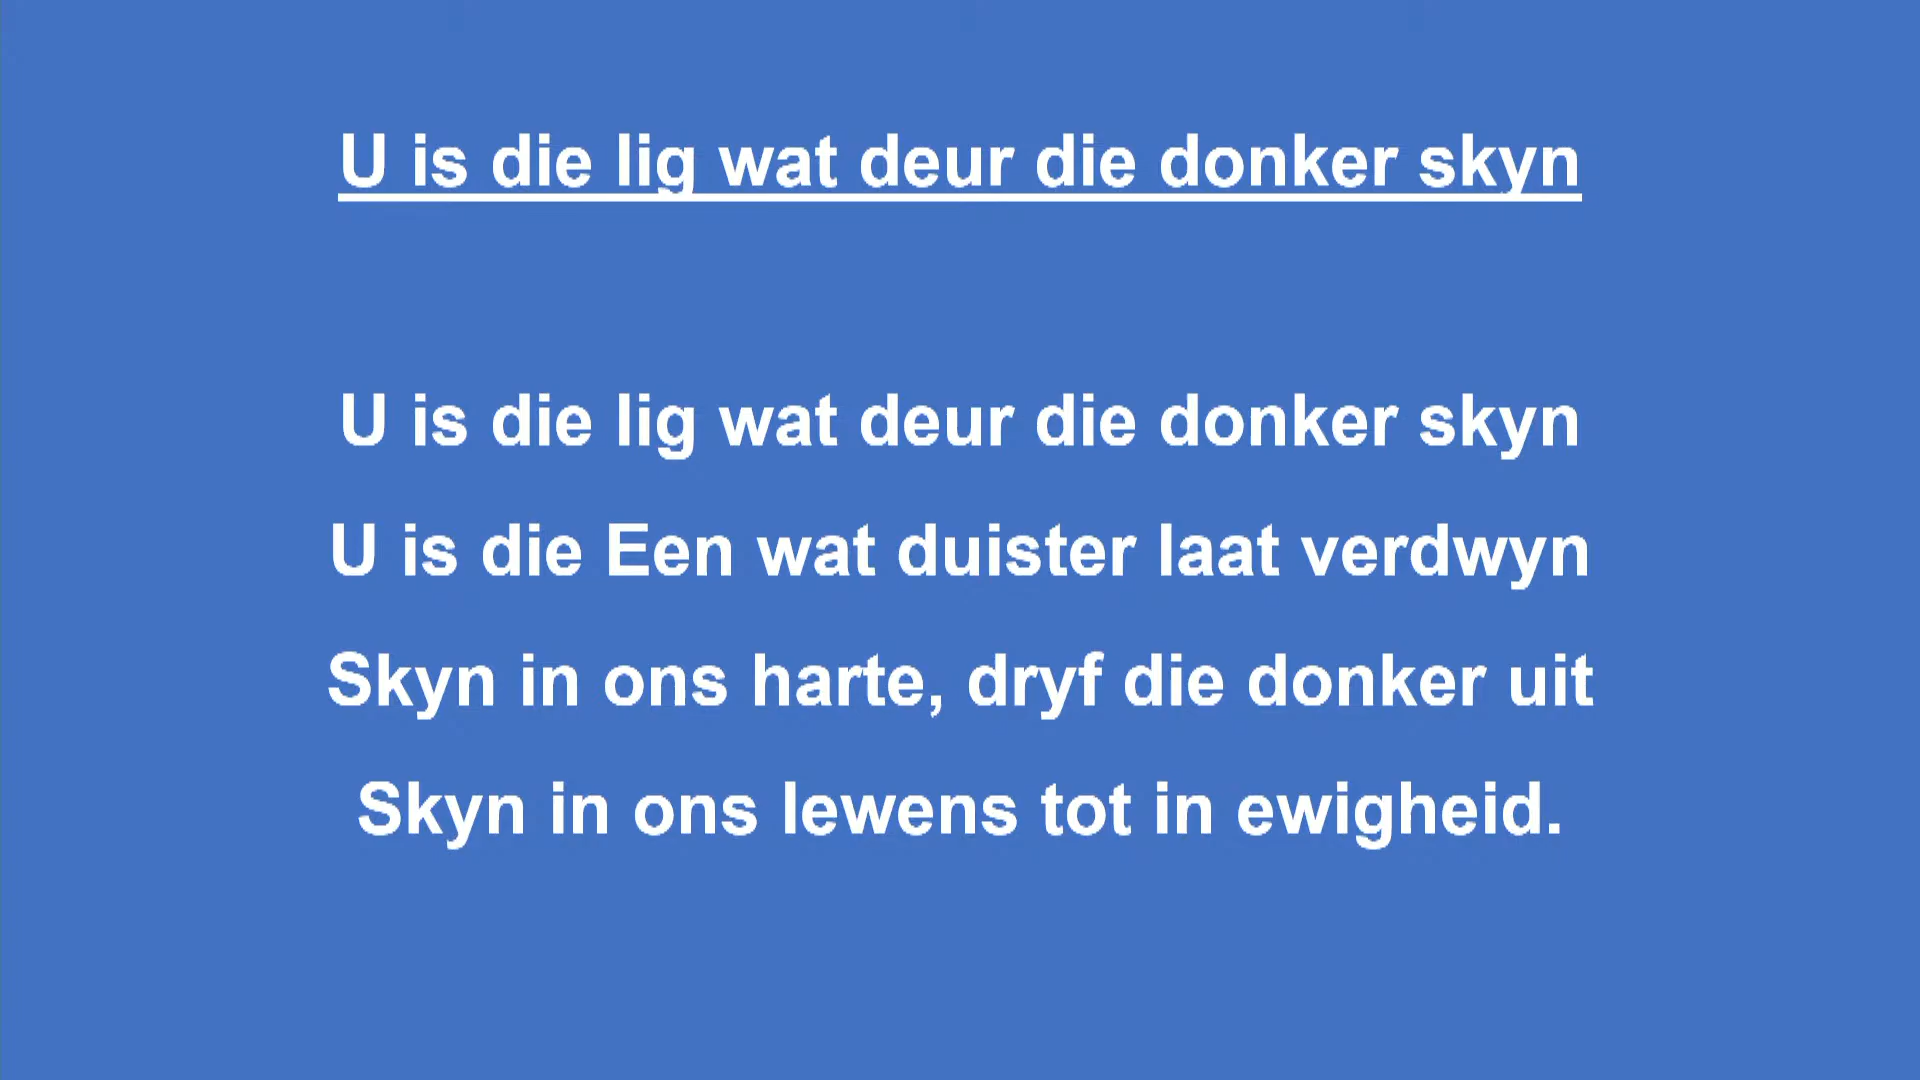 U is die lig wat deur die donker skyn
U is die lig wat deur die donker skyn
U is die Een wat duister laat verdwyn
Skyn in ons harte, dryf die donker uit
Skyn in ons lewens tot in ewigheid.